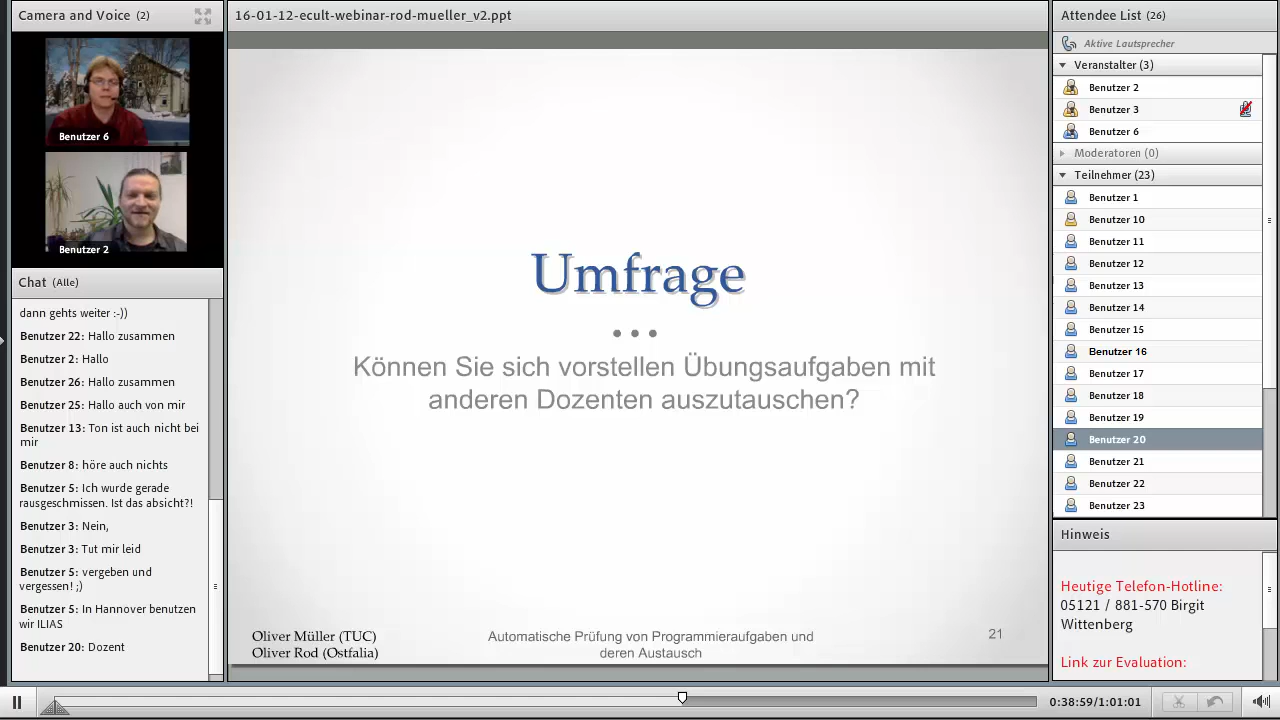 Camera and Voice (2)
Benutzer 6
Benutzer 2
Chat (Alle)
dann gehts weiter :-))
Benutzer 22: Hallo zusammen
Benutzer 2: Hallo
Benutzer 26: Hallo zusammen
Benutzer 25: Hallo auch von mir
Benutzer 13: Ton ist auch nicht bei
mir
Benutzer 8: höre auch nichts
Benutzer 5: Ich wurde gerade
rausgeschmissen. Ist das absicht?!
Benutzer 3: Nein,
Benutzer 3: Tut mir leid
Benutzer 5: vergeben und
vergessen! ;)
Benutzer 5: In Hannover benutzen
wir ILIAS
Benutzer 20: Dozent
16-01-12-ecult-webinar-rod-mueller_v2.ppt
Umfrage
Können Sie sich vorstellen Übungsaufgaben mit
anderen Dozenten auszutauschen?
Oliver Müller (TUC)
Oliver Rod (Ostfalia)
Automatische Prüfung von Programmieraufgaben und
deren Austausch
21
Attendee List (26)
Aktive Lautsprecher
Veranstalter (3)
Benutzer 2
Benutzer 3
Benutzer 6
Moderatoren (0)
Teilnehmer (23)
Benutzer 1
Benutzer 10
Benutzer 11
Benutzer 12
Benutzer 13
Benutzer 14
Benutzer 15
Benutzer 16
Benutzer 17
Benutzer 18
Benutzer 19
Benutzer 20
Benutzer 21
Benutzer 22
Benutzer 23
Hinweis
Heutige Telefon-Hotline:
05121 / 881-570 Birgit
Wittenberg
Link zur Evaluation:
0:38:59/1:01:01